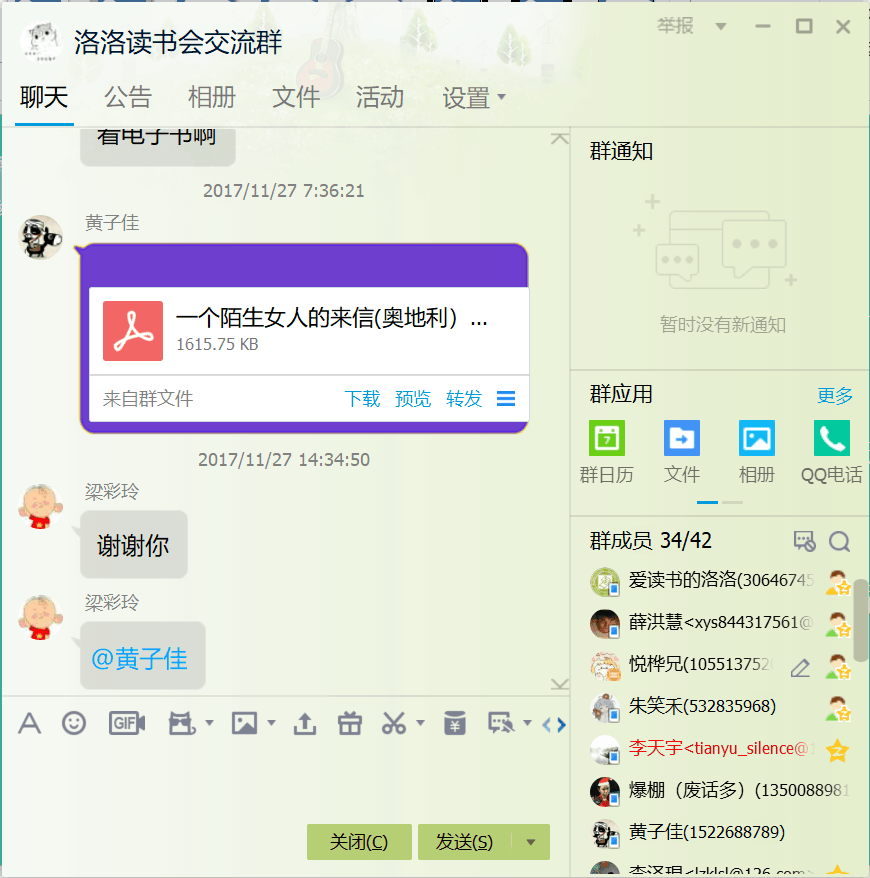 洛洛读书会交流群
举报
聊天 公告 相册 文件 活动 设置
看电子书啊
2017/11/27 7:36:21
黄子佳
一个陌生女人的来信(奥地利）...
1615.75 KB
来自群文件 下载 预览 转发
2017/11/27 14:34:50
梁彩玲
谢谢你
梁彩玲
@黄子佳
GIF
关闭(C) 发送(S)
群通知
暂时没有新通知
群应用 更多
7
群日历 文件 相册 QQ电话
群成员 34/42
爱读书的洛洛(30646745
薛洪慧<xys844317561@
悦桦兄(1055137520
朱笑禾(532835968)
李天宇<tianyu_silence@1
爆棚（废话多）(1350088981
黄子佳(1522688789)